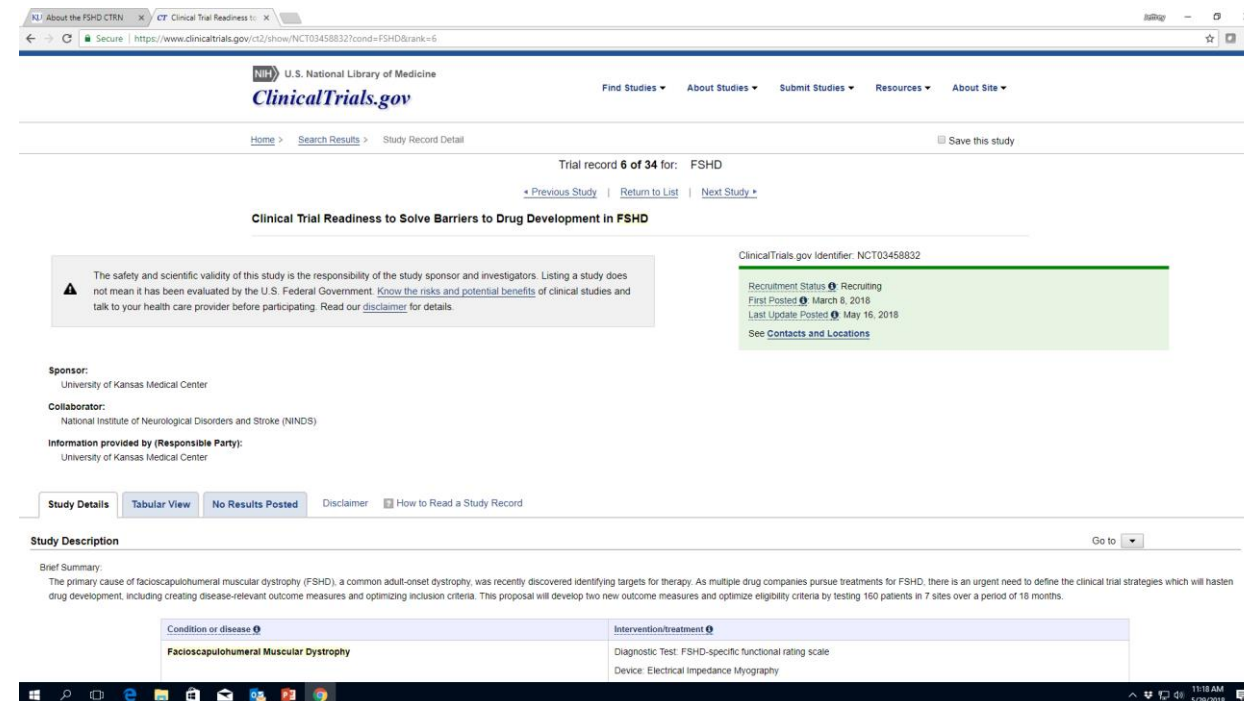 KU About the FSHD CTRN × CT Clinical Trial Readiness to ×
Secure | https://www.clinicaltrials.gov/ct2/show/NCT03458832?cond=FSHD&rank=6
NIH U.S. National Library of Medicine
ClinicalTrials.gov
Find Studies ▾ About Studies ▾ Submit Studies ▾ Resources ▾ About Site ▾
Home > Search Results > Study Record Detail
Save this study
Trial record 6 of 34 for: FSHD
◂ Previous Study | Return to List | Next Study ▸
Clinical Trial Readiness to Solve Barriers to Drug Development in FSHD
The safety and scientific validity of this study is the responsibility of the study sponsor and investigators. Listing a study does
not mean it has been evaluated by the U.S. Federal Government. Know the risks and potential benefits of clinical studies and
talk to your health care provider before participating. Read our disclaimer for details.
ClinicalTrials.gov Identifier: NCT03458832
Recruitment Status : Recruiting
First Posted : March 8, 2018
Last Update Posted : May 16, 2018
See Contacts and Locations
Sponsor:
University of Kansas Medical Center
Collaborator:
National Institute of Neurological Disorders and Stroke (NINDS)
Information provided by (Responsible Party):
University of Kansas Medical Center
Study Details Tabular View No Results Posted Disclaimer ? How to Read a Study Record
Study Description
Go to ▾
Brief Summary:
The primary cause of facioscapulohumeral muscular dystrophy (FSHD), a common adult-onset dystrophy, was recently discovered identifying targets for therapy. As multiple drug companies pursue treatments for FSHD, there is an urgent need to define the clinical trial strategies which will hasten
drug development, including creating disease-relevant outcome measures and optimizing inclusion criteria. This proposal will develop two new outcome measures and optimize eligibility criteria by testing 160 patients in 7 sites over a period of 18 months.
Condition or disease Intervention/treatment
Facioscapulohumeral Muscular Dystrophy Diagnostic Test: FSHD-specific functional rating scale
Device: Electrical Impedance Myography
11:18 AM
5/29/2018